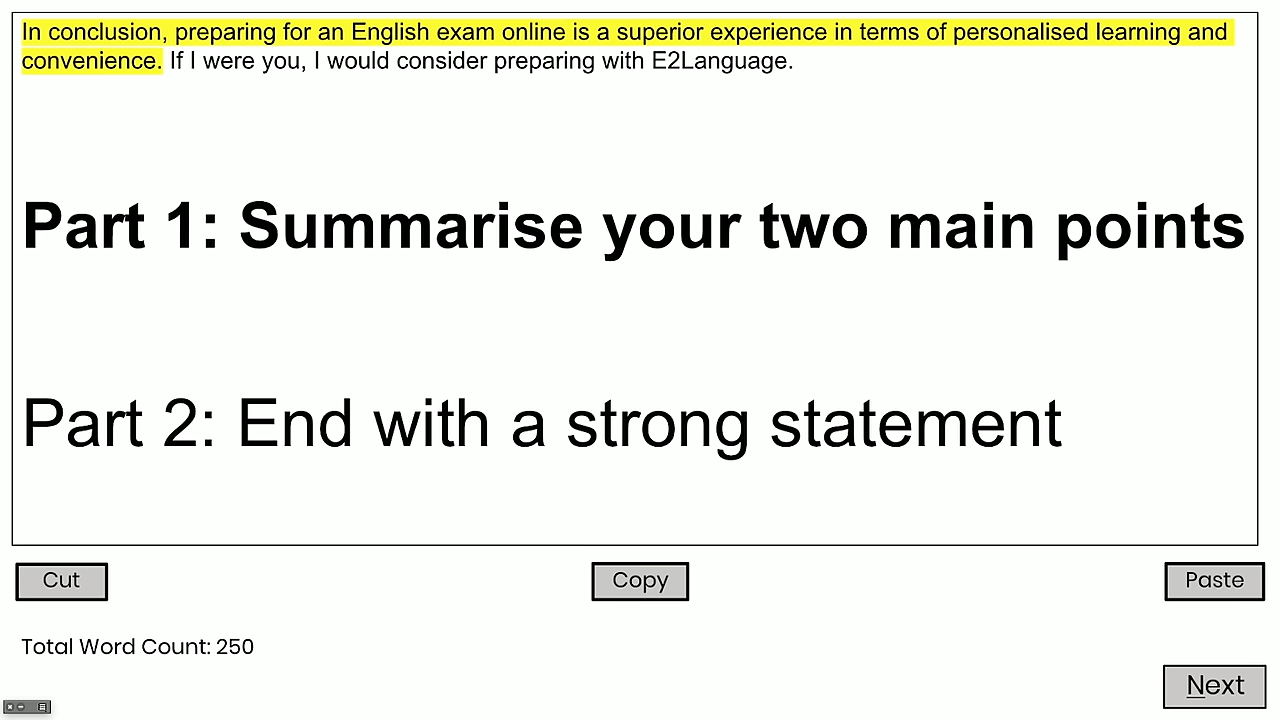 In conclusion, preparing for an English exam online is a superior experience in terms of personalised learning and
convenience. If I were you, I would consider preparing with E2Language.
Part 1: Summarise your two main points
Part 2: End with a strong statement
Cut
Copy
Paste
Total Word Count: 250
Next